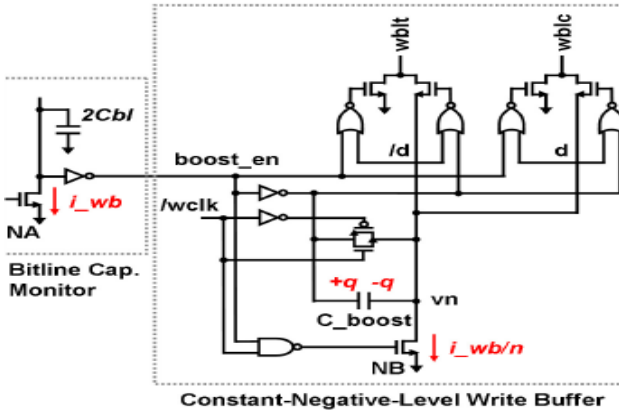 wblt
wblc
2Cbl
/d
d
boost_en
i_wb
/wclk
NA
Bitline Cap.
Monitor
+q -q
vn
C_boost
i_wb/n
NB
Constant-Negative-Level Write Buffer